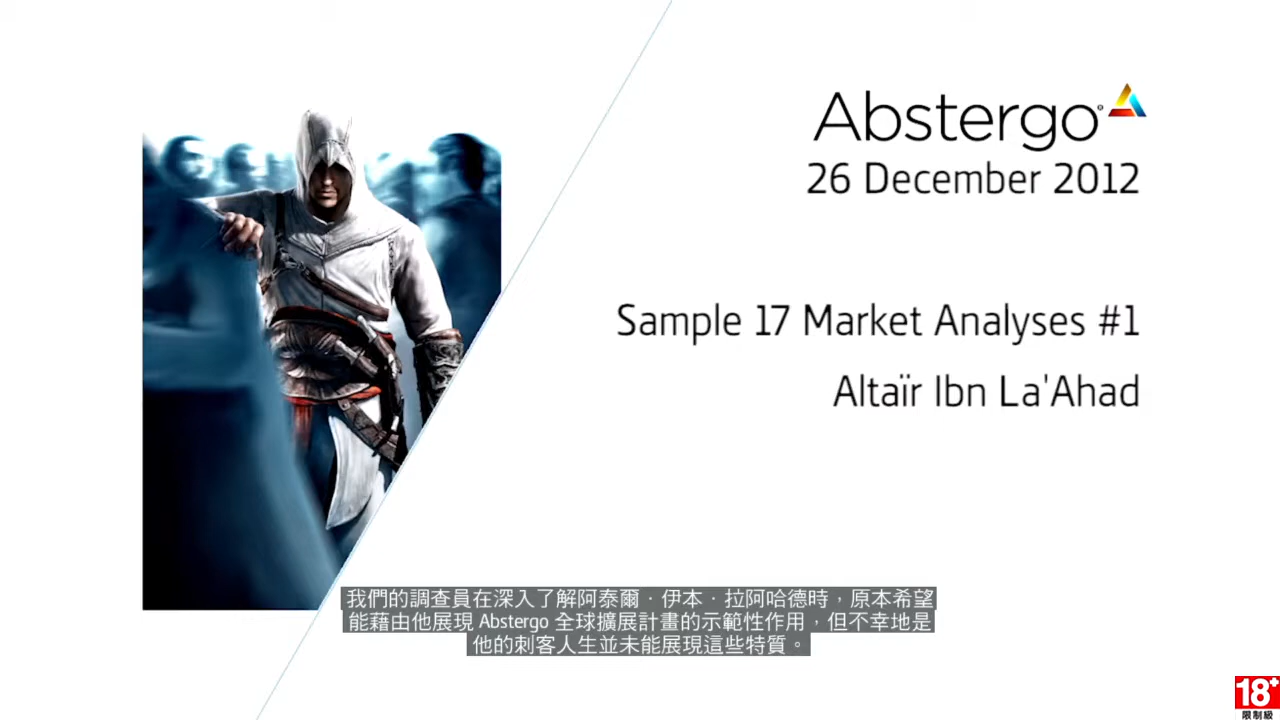 Abstergo®
26 December 2012
Sample 17 Market Analyses #1
Altaïr Ibn La'Ahad
我們的調查員在深入了解阿泰爾．伊本．拉阿哈德時，原本希望
能藉由他展現 Abstergo 全球擴展計畫的示範性作用，但不幸地是
他的刺客人生並未能展現這些特質。
18+
限制級